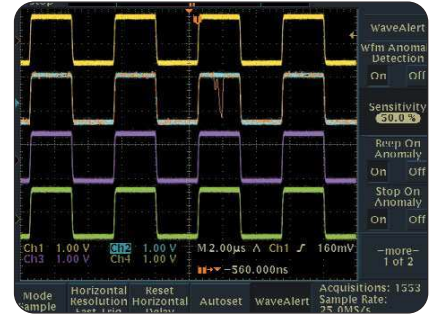 WaveAlert
Wfm Anomal
Detection
On Off
Sensitivity
50.0 %
Beep On
Anomaly
On Off
Stop On
Anomaly
On Off
-more-
1 of 2
Ch1 1.00 V Ch2 1.00 V M 2.00µs Λ Ch1 ƒ 160mV
Ch3 1.00 V Ch4 1.00 V
-560.000ns
Mode
Sample
Horizontal
Resolution
Reset
Horizontal
Delay
Autoset
WaveAlert
Acquisitions: 1553
Sample Rate:
25.0MS/s